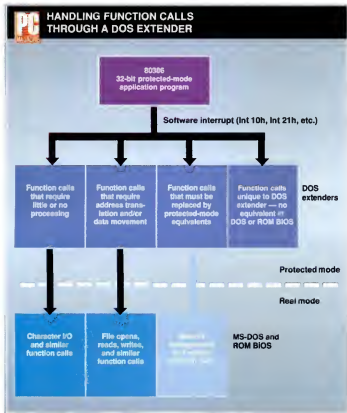 PC
HANDLING FUNCTION CALLS
THROUGH A DOS EXTENDER
80386
32-bit protected-mode
application program
Software interrupt (Int 10h, Int 21h, etc.)
Function calls
that require
little or no
processing
Function calls
that require
address trans-
lation and/or
data movement
Function calls
that must be
replaced by
protected-mode
equivalents
Function calls
unique to DOS
extender — no
equivalent in
DOS or ROM BIOS
DOS
extenders
Protected mode
Real mode
Character I/O
and similar
function calls
File opens,
reads, writes,
and similar
function calls
MS-DOS and
ROM BIOS